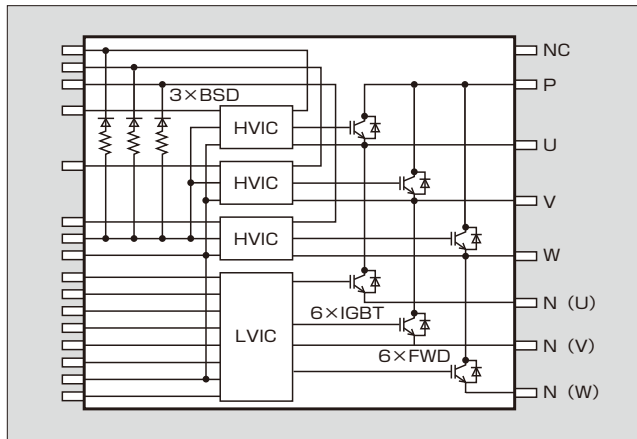 NC
P
3×BSD
HVIC
U
HVIC
V
HVIC
W
N（U）
6×IGBT
LVIC
N（V）
6×FWD
N（W）